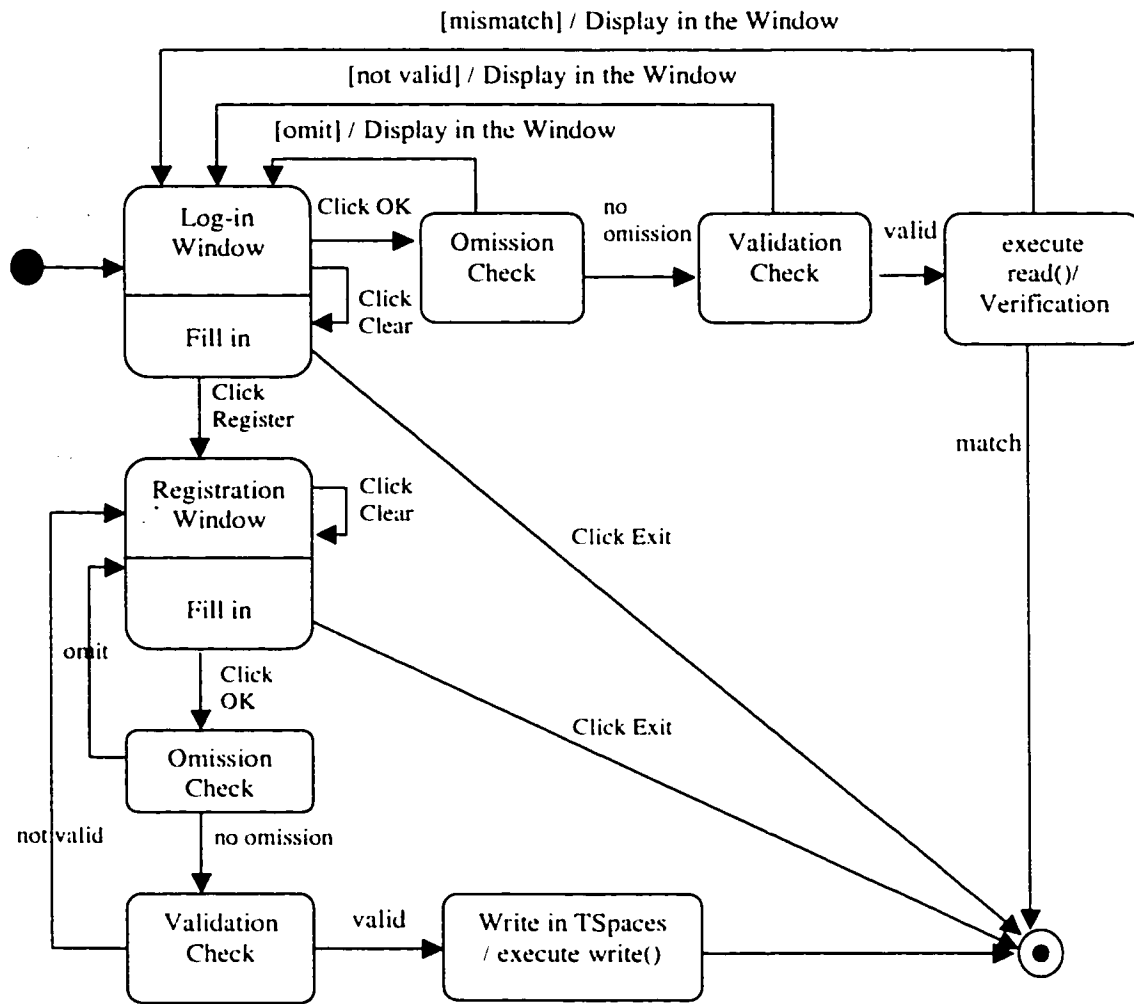 [mismatch] / Display in the Window
[not valid] / Display in the Window
[omit] / Display in the Window
Log-in
Window
Fill in
Click OK
Click
Clear
Omission
Check
no
omission
Validation
Check
valid
execute
read()/
Verification
Click
Register
match
Registration
Window
Fill in
Click
Clear
Click Exit
omit
Click
OK
Click Exit
Omission
Check
not valid
no omission
Validation
Check
valid
Write in TSpaces
/ execute write()